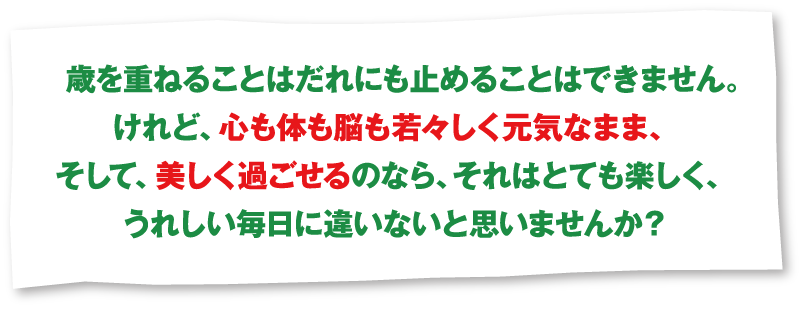 歳を重ねることはだれにも止めることはできません。
けれど、心も体も脳も若々しく元気なまま、
そして、美しく過ごせるのなら、それはとても楽しく、
うれしい毎日に違いないと思いませんか？